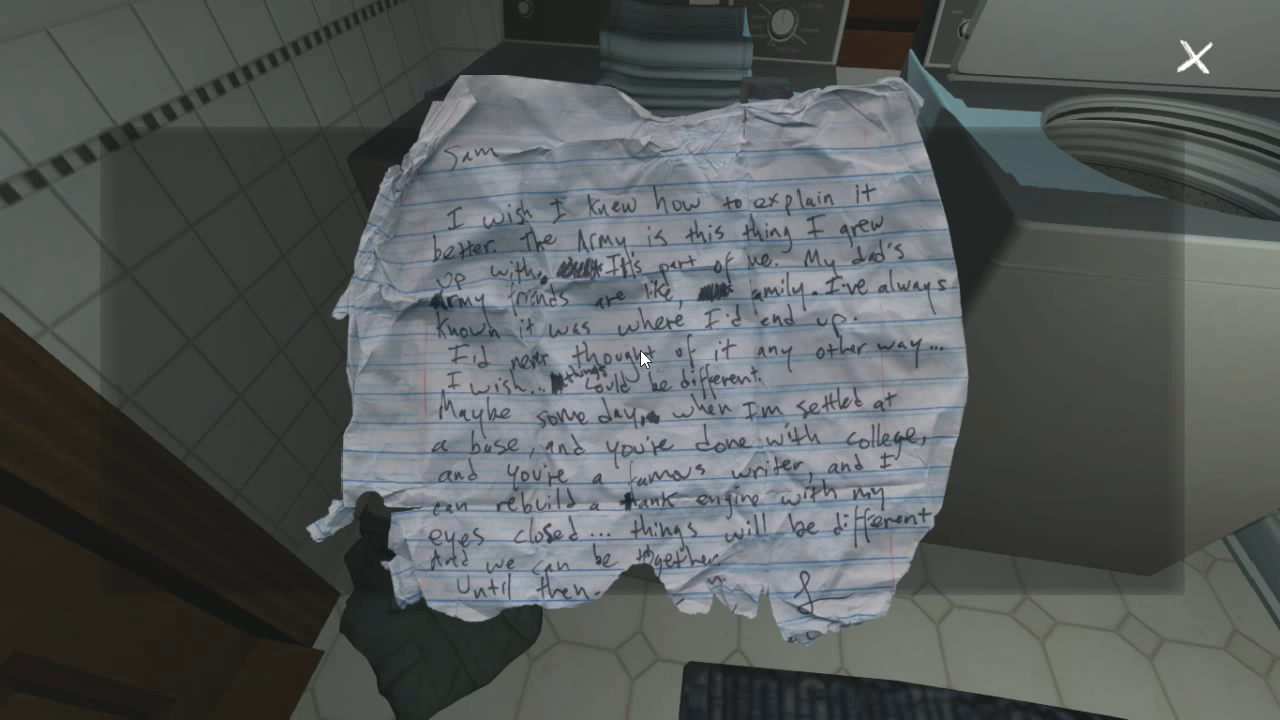 Sam
I wish I knew how to explain it
better. The Army is this thing I grew
up with. It's part of me. My dad's
Army friends are like, family. I've always
known it was where I'd end up.
I'd never thought of it any other way...
I wish... things could be different.
Maybe some day, when I'm settled at
a base, and you're done with college,
and you're a famous writer, and I
can rebuild a tank engine with my
eyes closed... things will be different
And we can be together.
Until then.
L